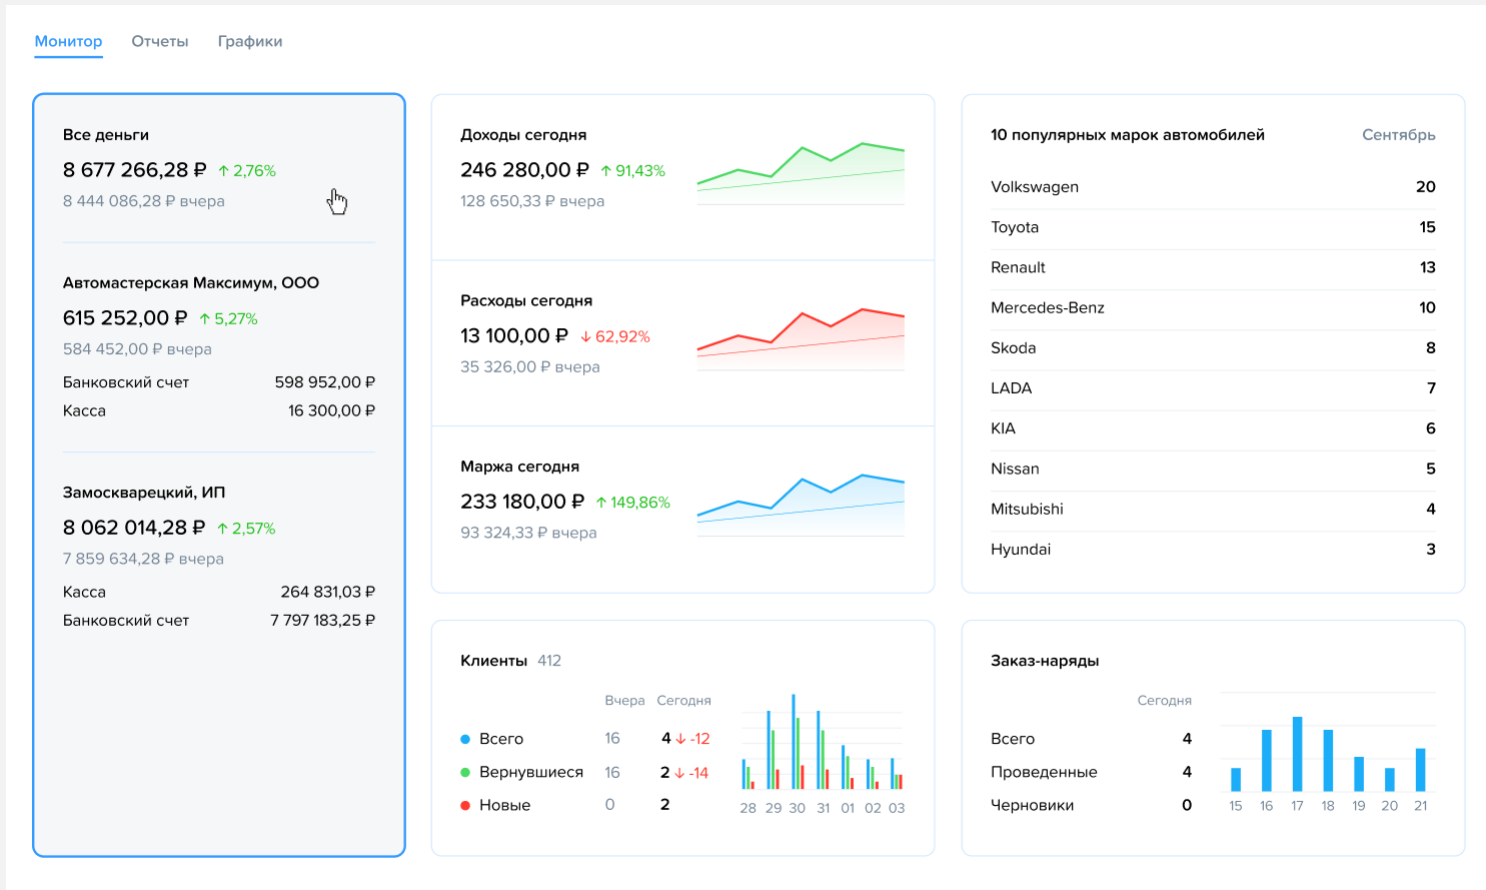 Монитор Отчеты Графики
Все деньги
8 677 266,28 ₽ ↑ 2,76%
8 444 086,28 ₽ вчера
Автомастерская Максимум, ООО
615 252,00 ₽ ↑ 5,27%
584 452,00 ₽ вчера
Банковский счет 598 952,00 ₽
Касса 16 300,00 ₽
Замоскварецкий, ИП
8 062 014,28 ₽ ↑ 2,57%
7 859 634,28 ₽ вчера
Касса 264 831,03 ₽
Банковский счет 7 797 183,25 ₽
Доходы сегодня
246 280,00 ₽ ↑ 91,43%
128 650,33 ₽ вчера
Расходы сегодня
13 100,00 ₽ ↓ 62,92%
35 326,00 ₽ вчера
Маржа сегодня
233 180,00 ₽ ↑ 149,86%
93 324,33 ₽ вчера
10 популярных марок автомобилей Сентябрь
Volkswagen 20
Toyota 15
Renault 13
Mercedes-Benz 10
Skoda 8
LADA 7
KIA 6
Nissan 5
Mitsubishi 4
Hyundai 3
Клиенты 412
Вчера Сегодня
Всего 16 4 ↓ -12
Вернувшиеся 16 2 ↓ -14
Новые 0 2
28 29 30 31 01 02 03
Заказ-наряды
Сегодня
Всего 4
Проведенные 4
Черновики 0
15 16 17 18 19 20 21